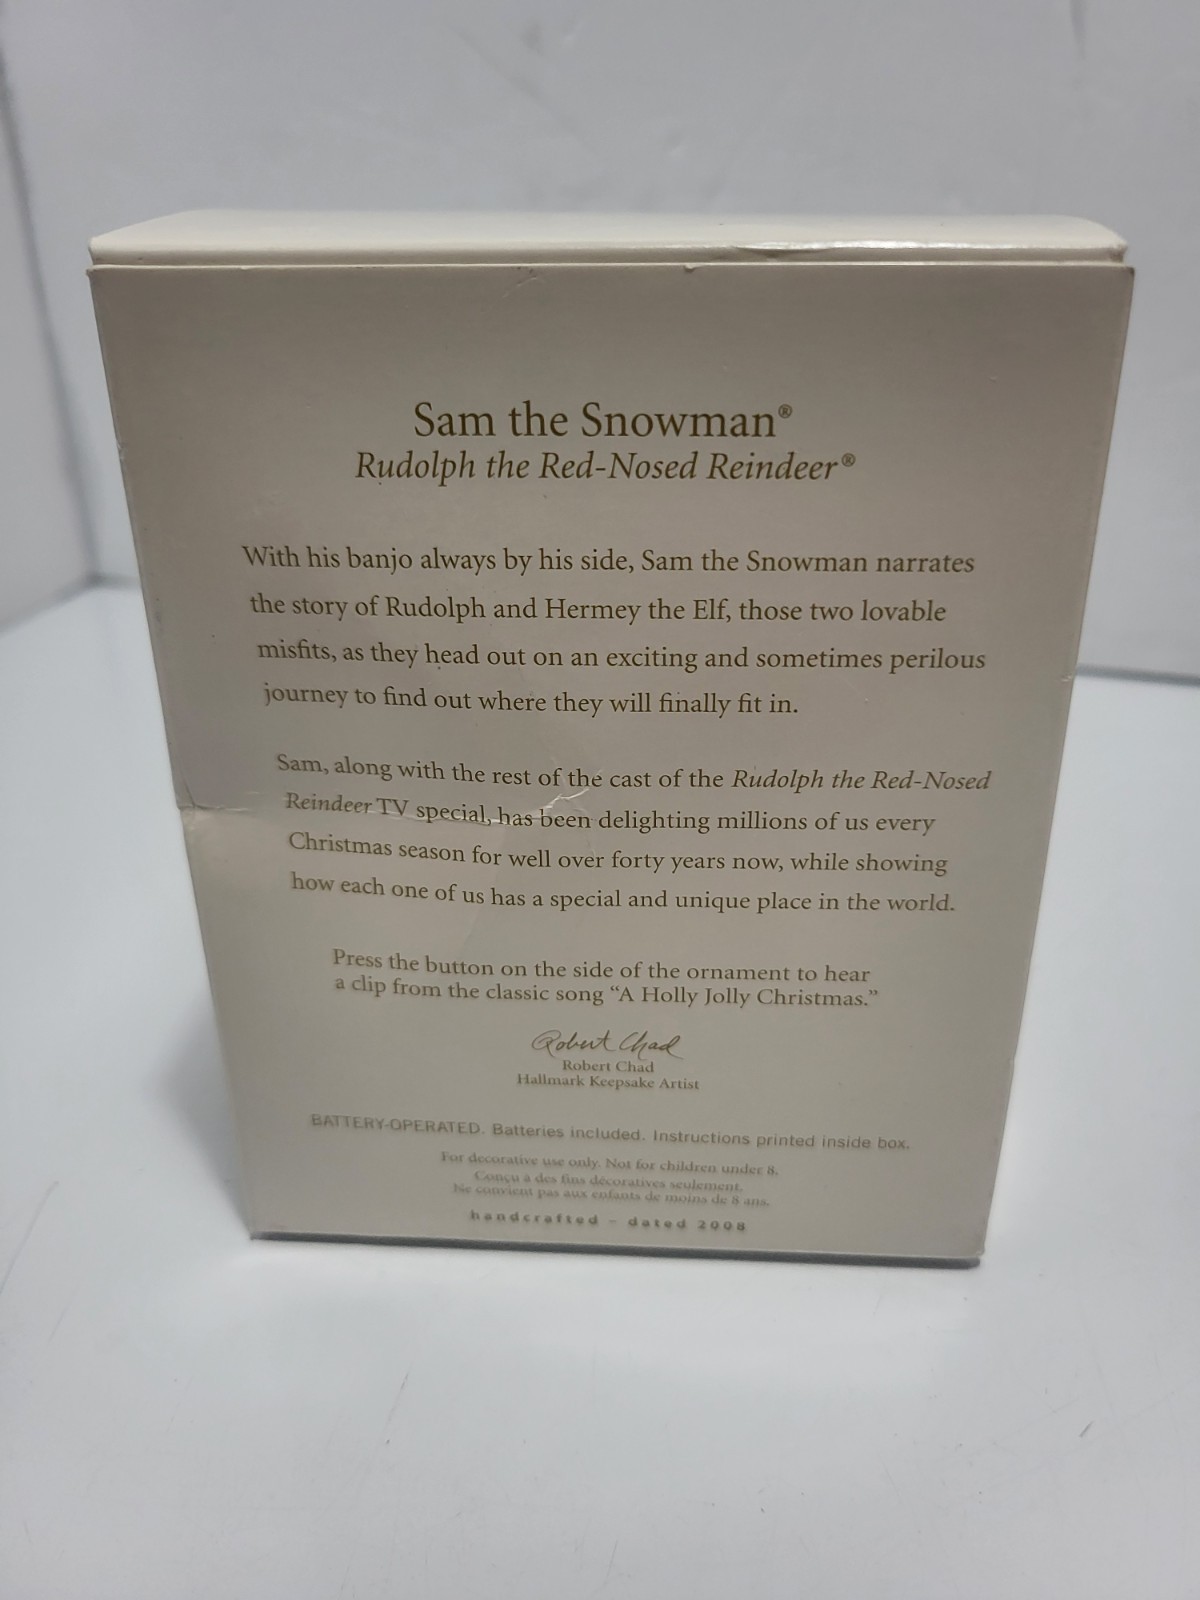 Sam the Snowman®
Rudolph the Red-Nosed Reindeer®
With his banjo always by his side, Sam the Snowman narrates
the story of Rudolph and Hermey the Elf, those two lovable
misfits, as they head out on an exciting and sometimes perilous
journey to find out where they will finally fit in.
Sam, along with the rest of the cast of the Rudolph the Red-Nosed
Reindeer TV special, has been delighting millions of us every
Christmas season for well over forty years now, while showing
how each one of us has a special and unique place in the world.
Press the button on the side of the ornament to hear
a clip from the classic song “A Holly Jolly Christmas.”
Robert Chad
Robert Chad
Hallmark Keepsake Artist
BATTERY-OPERATED. Batteries included. Instructions printed inside box.
For decorative use only. Not for children under 8.
Conçu à des fins décoratives seulement.
Ne convient pas aux enfants de moins de 8 ans.
handcrafted – dated 2008